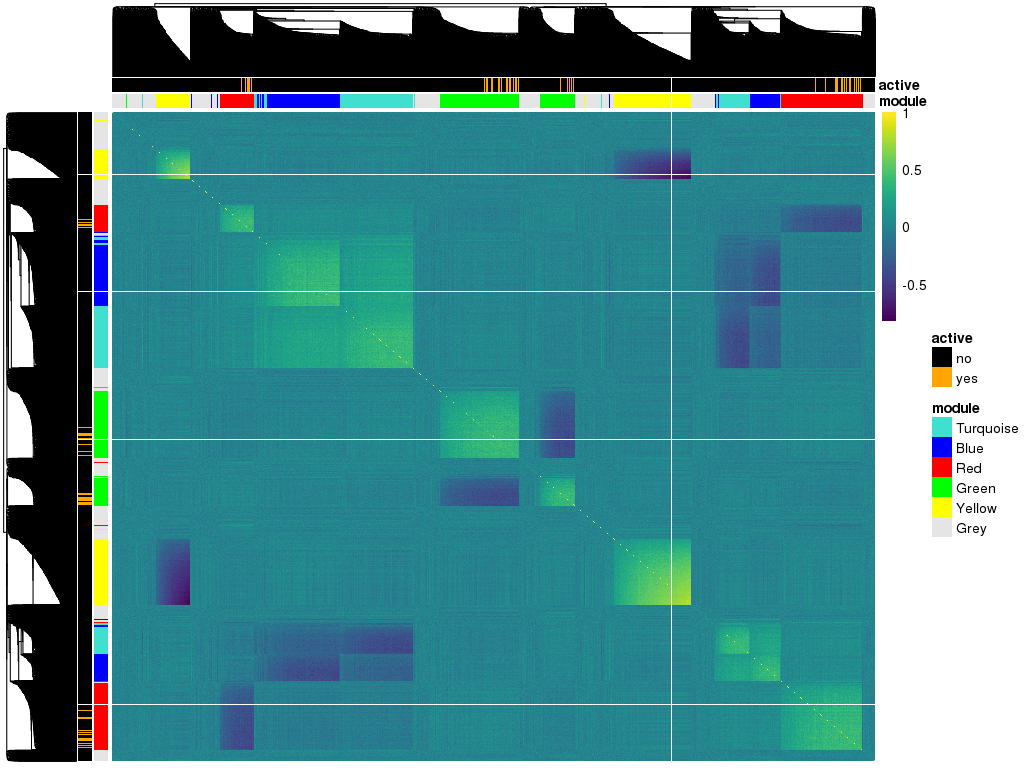 active
module
1
0.5
0
-0.5
active
no
yes
module
Turquoise
Blue
Red
Green
Yellow
Grey